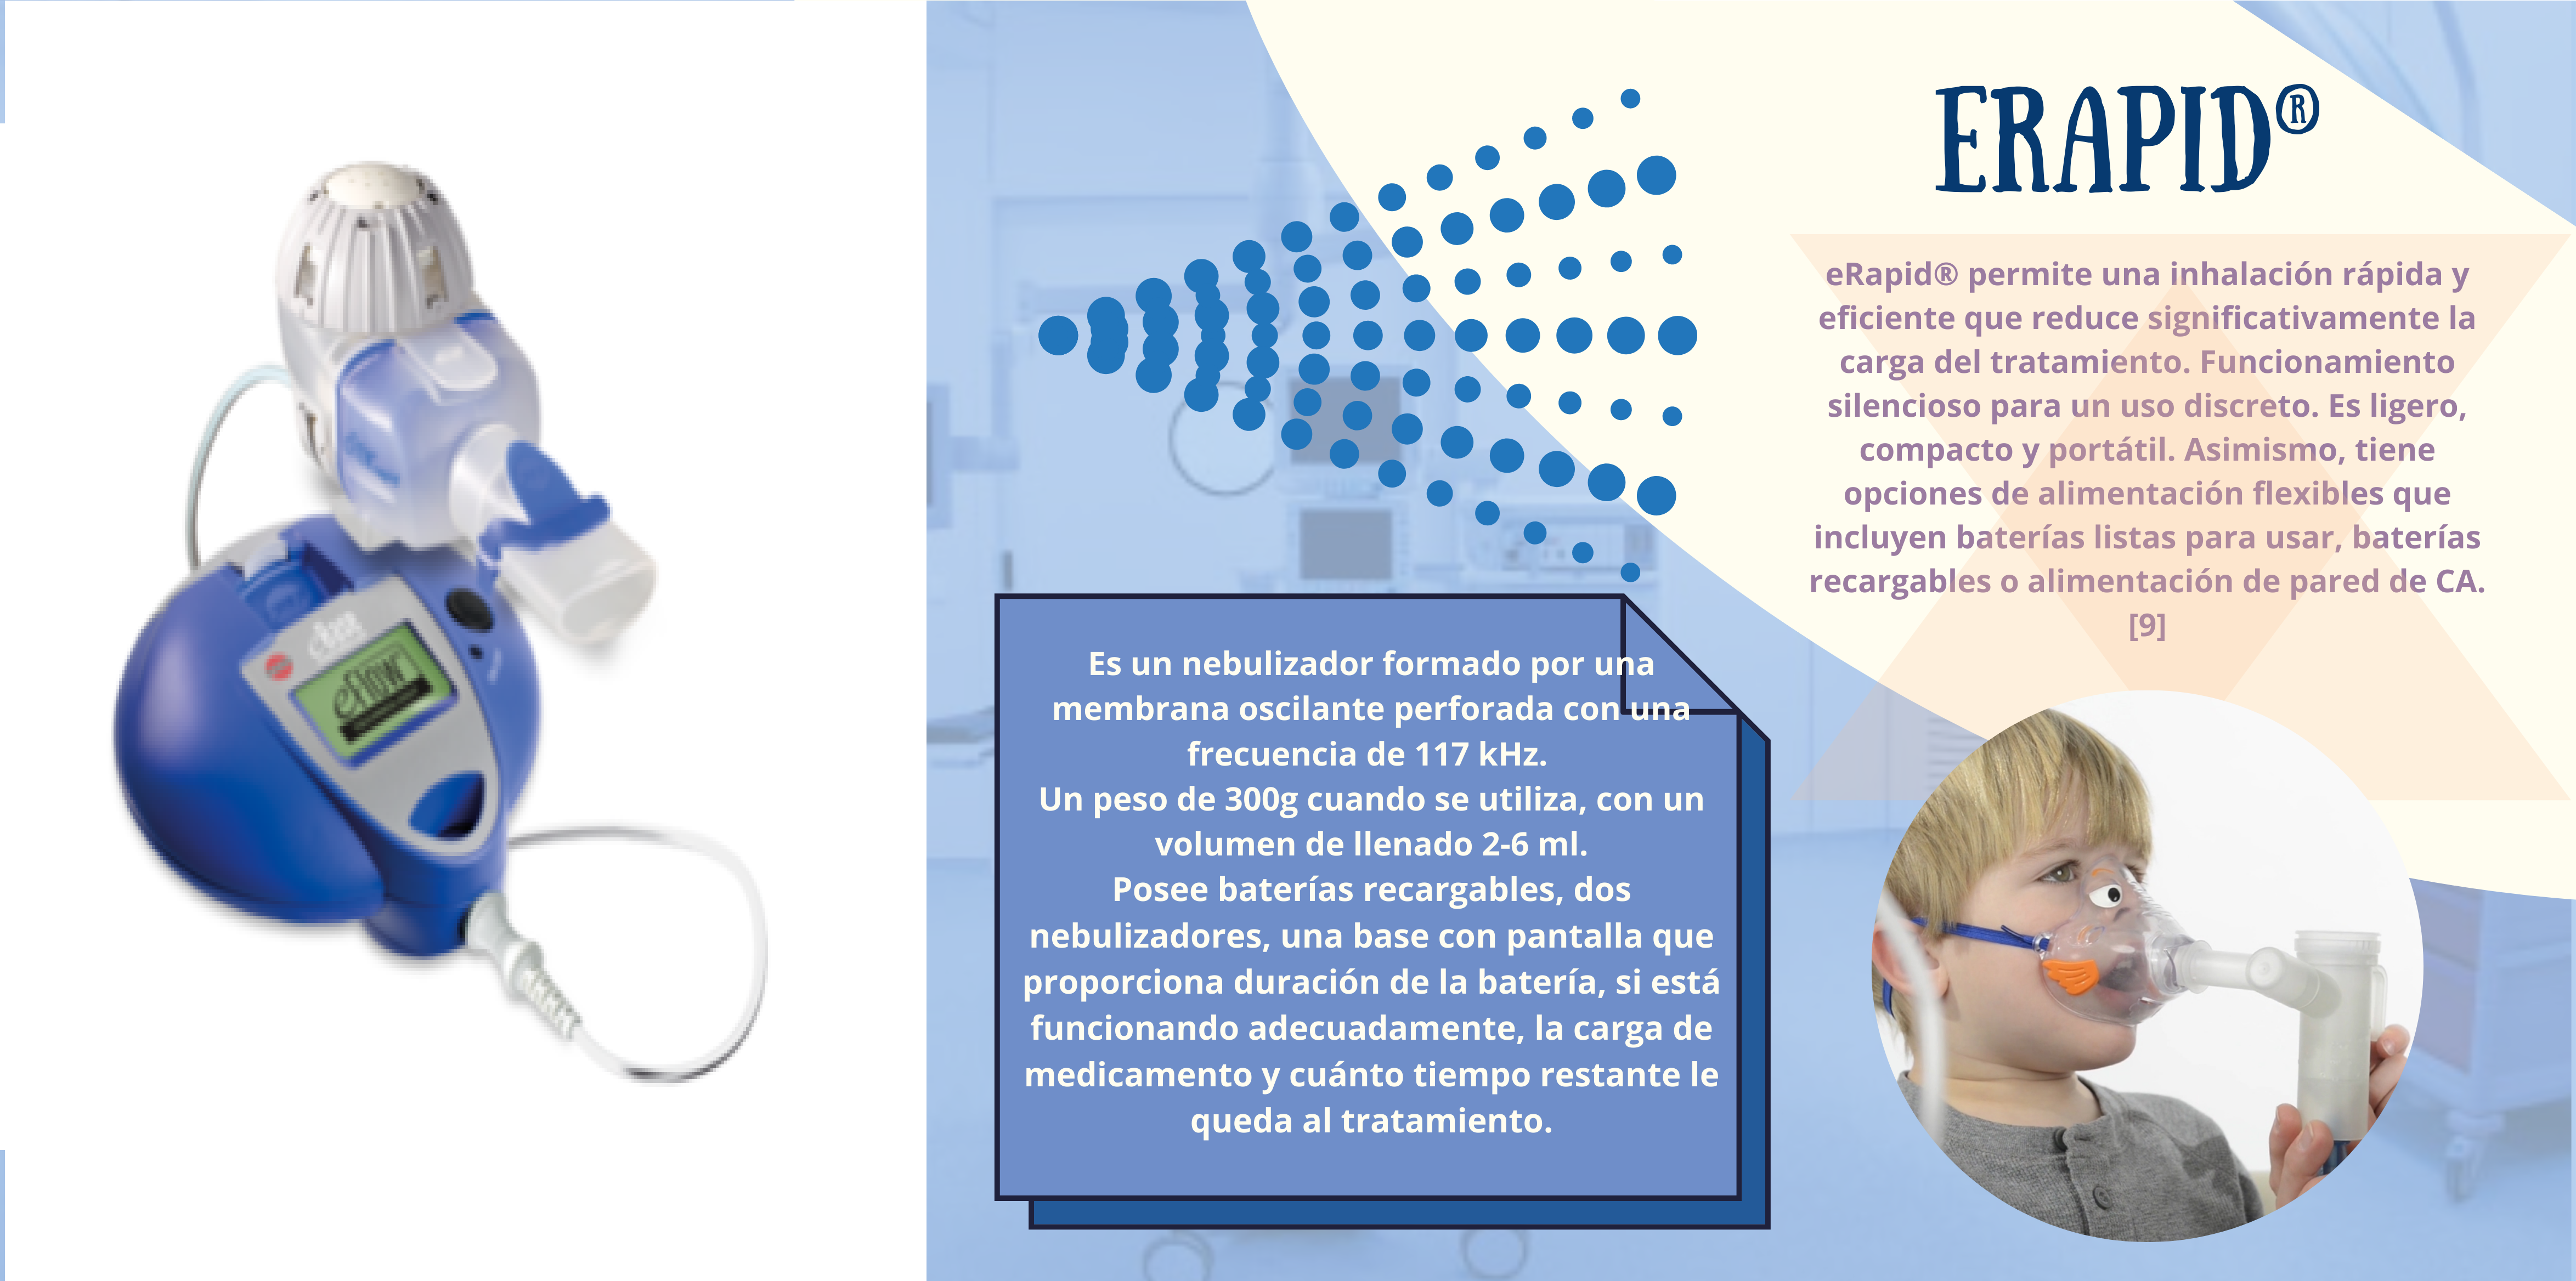 ERAPID®
eRapid® permite una inhalación rápida y
eficiente que reduce significativamente la
carga del tratamiento. Funcionamiento
silencioso para un uso discreto. Es ligero,
compacto y portátil. Asimismo, tiene
opciones de alimentación flexibles que
incluyen baterías listas para usar, baterías
recargables o alimentación de pared de CA.
[9]
Es un nebulizador formado por una
membrana oscilante perforada con una
frecuencia de 117 kHz.
Un peso de 300g cuando se utiliza, con un
volumen de llenado 2-6 ml.
Posee baterías recargables, dos
nebulizadores, una base con pantalla que
proporciona duración de la batería, si está
funcionando adecuadamente, la carga de
medicamento y cuánto tiempo restante le
queda al tratamiento.
eflow